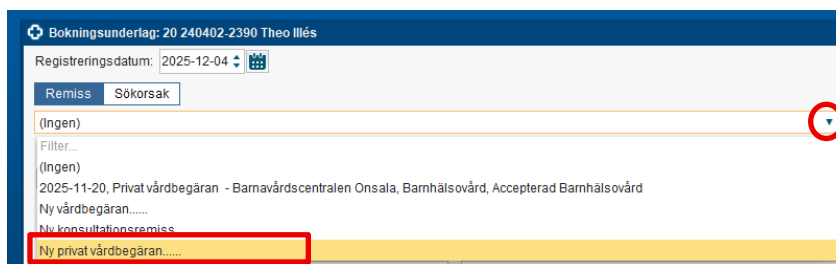 Bokningsunderlag: 20 240402-2390 Theo Illés
Registreringsdatum: 2025-12-04
Remiss Sökorsak
(Ingen)
Filter...
(Ingen)
2025-11-20, Privat vårdbegäran - Barnavårdscentralen Onsala, Barnhälsovård, Accepterad Barnhälsovård
Ny vårdbegäran......
Ny konsultationsremiss
Ny privat vårdbegäran......